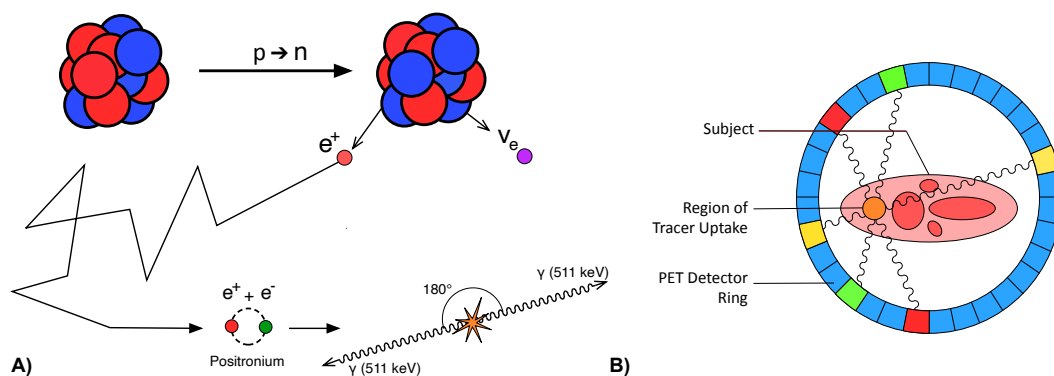 p → n
e⁺
νₑ
e⁺ + e⁻
Positronium
180°
γ (511 keV)
γ (511 keV)
A)
Subject
Region of
Tracer Uptake
PET Detector
Ring
B)